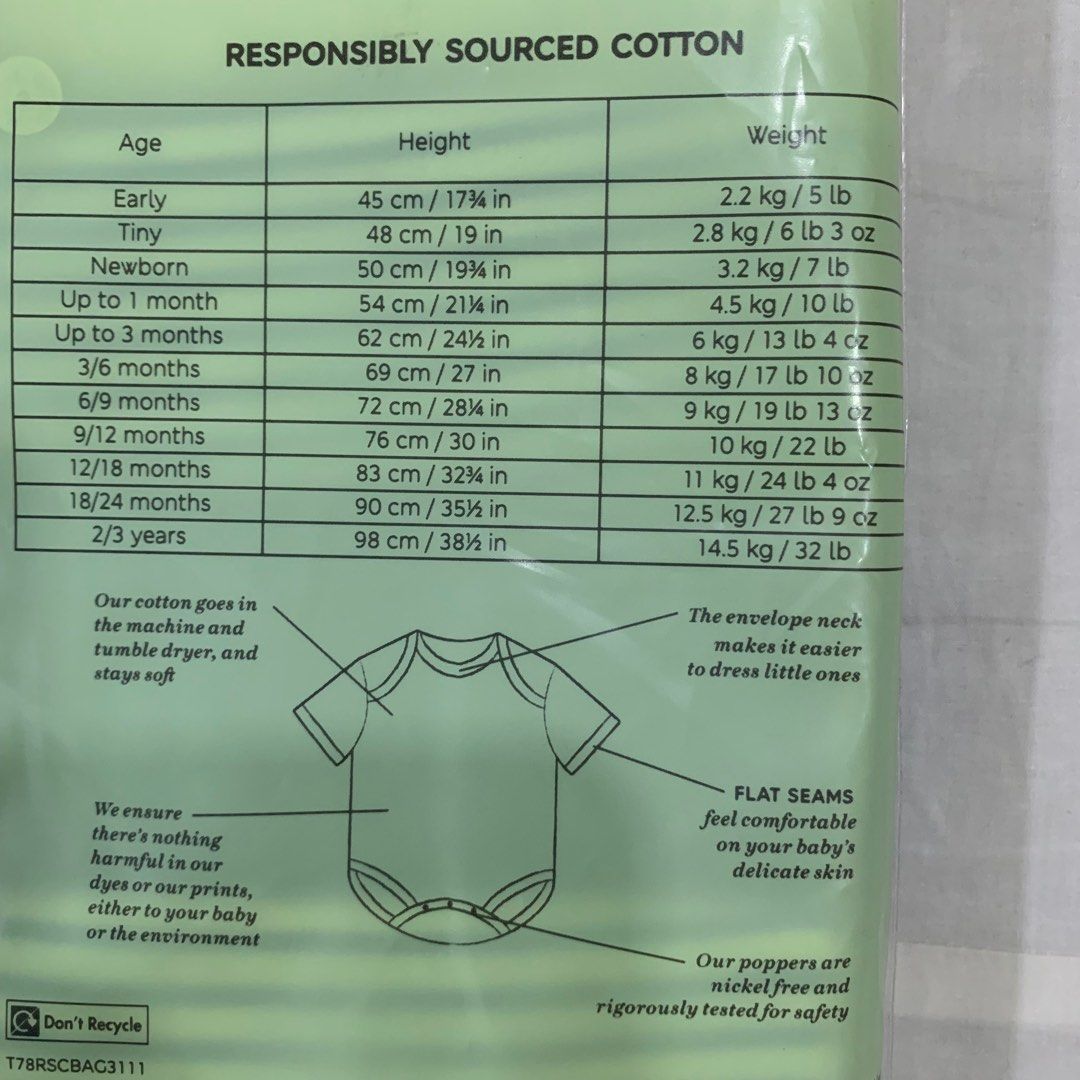 RESPONSIBLY SOURCED COTTON
Age Height Weight
Early 45 cm / 17¾ in 2.2 kg / 5 lb
Tiny 48 cm / 19 in 2.8 kg / 6 lb 3 oz
Newborn 50 cm / 19¾ in 3.2 kg / 7 lb
Up to 1 month 54 cm / 21¼ in 4.5 kg / 10 lb
Up to 3 months 62 cm / 24½ in 6 kg / 13 lb 4 oz
3/6 months 69 cm / 27 in 8 kg / 17 lb 10 oz
6/9 months 72 cm / 28¼ in 9 kg / 19 lb 13 oz
9/12 months 76 cm / 30 in 10 kg / 22 lb
12/18 months 83 cm / 32¾ in 11 kg / 24 lb 4 oz
18/24 months 90 cm / 35½ in 12.5 kg / 27 lb 9 oz
2/3 years 98 cm / 38½ in 14.5 kg / 32 lb
Our cotton goes in
the machine and
tumble dryer, and
stays soft
The envelope neck
makes it easier
to dress little ones
We ensure
there's nothing
harmful in our
dyes or our prints,
either to your baby
or the environment
FLAT SEAMS
feel comfortable
on your baby's
delicate skin
Our poppers are
nickel free and
rigorously tested for safety
Don't Recycle
T78RSCBAG3111